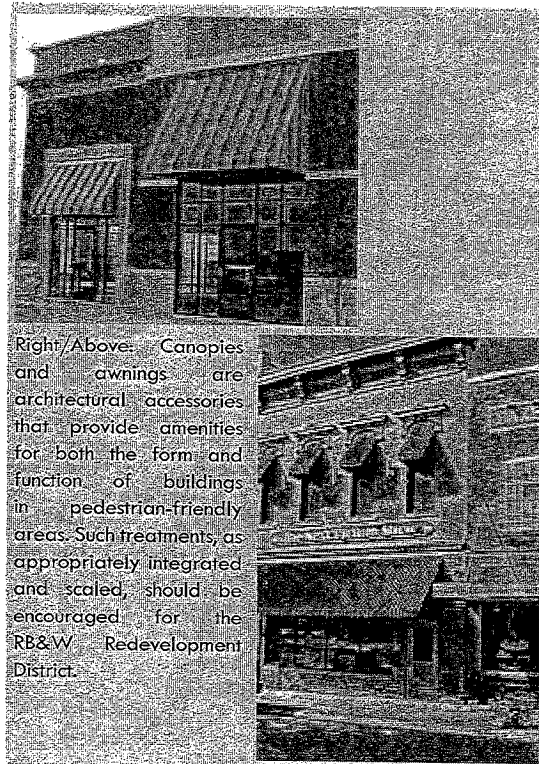 Right/Above: Canopies
and awnings are
architectural accessories
that provide amenities
for both the form and
function of buildings
in pedestrian-friendly
areas. Such treatments, as
appropriately integrated
and scaled, should be
encouraged for the
RB&W Redevelopment
District.